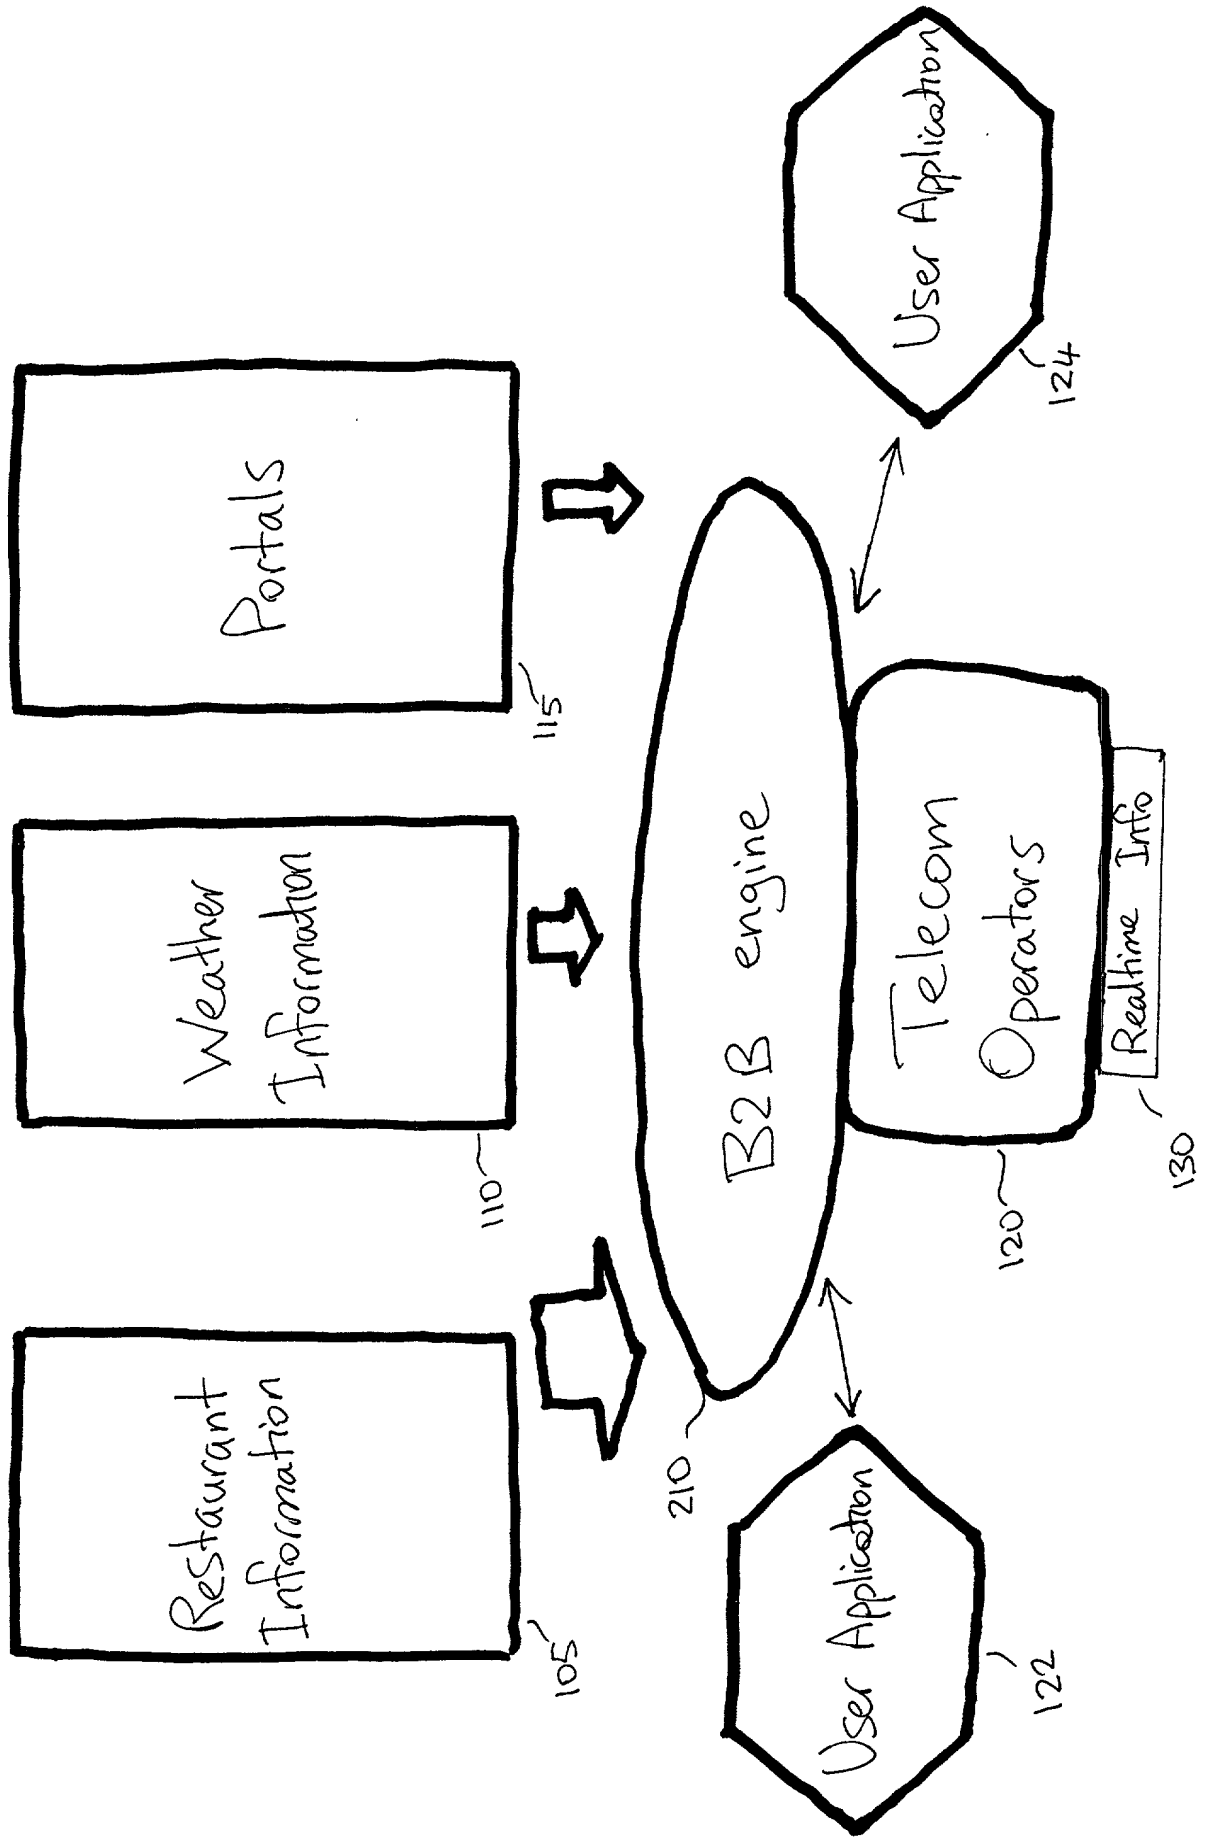 Restaurant
Information
105
Weather
Information
110
Portals
115
B2B engine
210
User Application
122
Telecom
Operators
120
Realtime Info
130
User Application
124